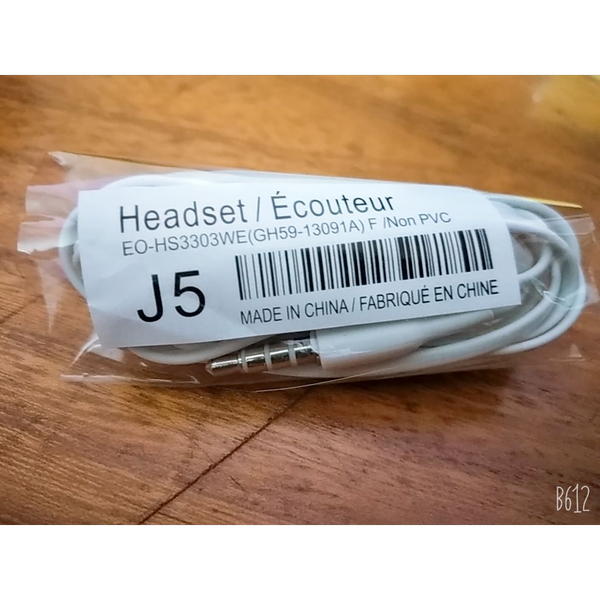 Headset / Écouteur
EO-HS3303WE(GH59-13091A) F /Non PVC
J5
MADE IN CHINA / FABRIQUÉ EN CHINE
B612